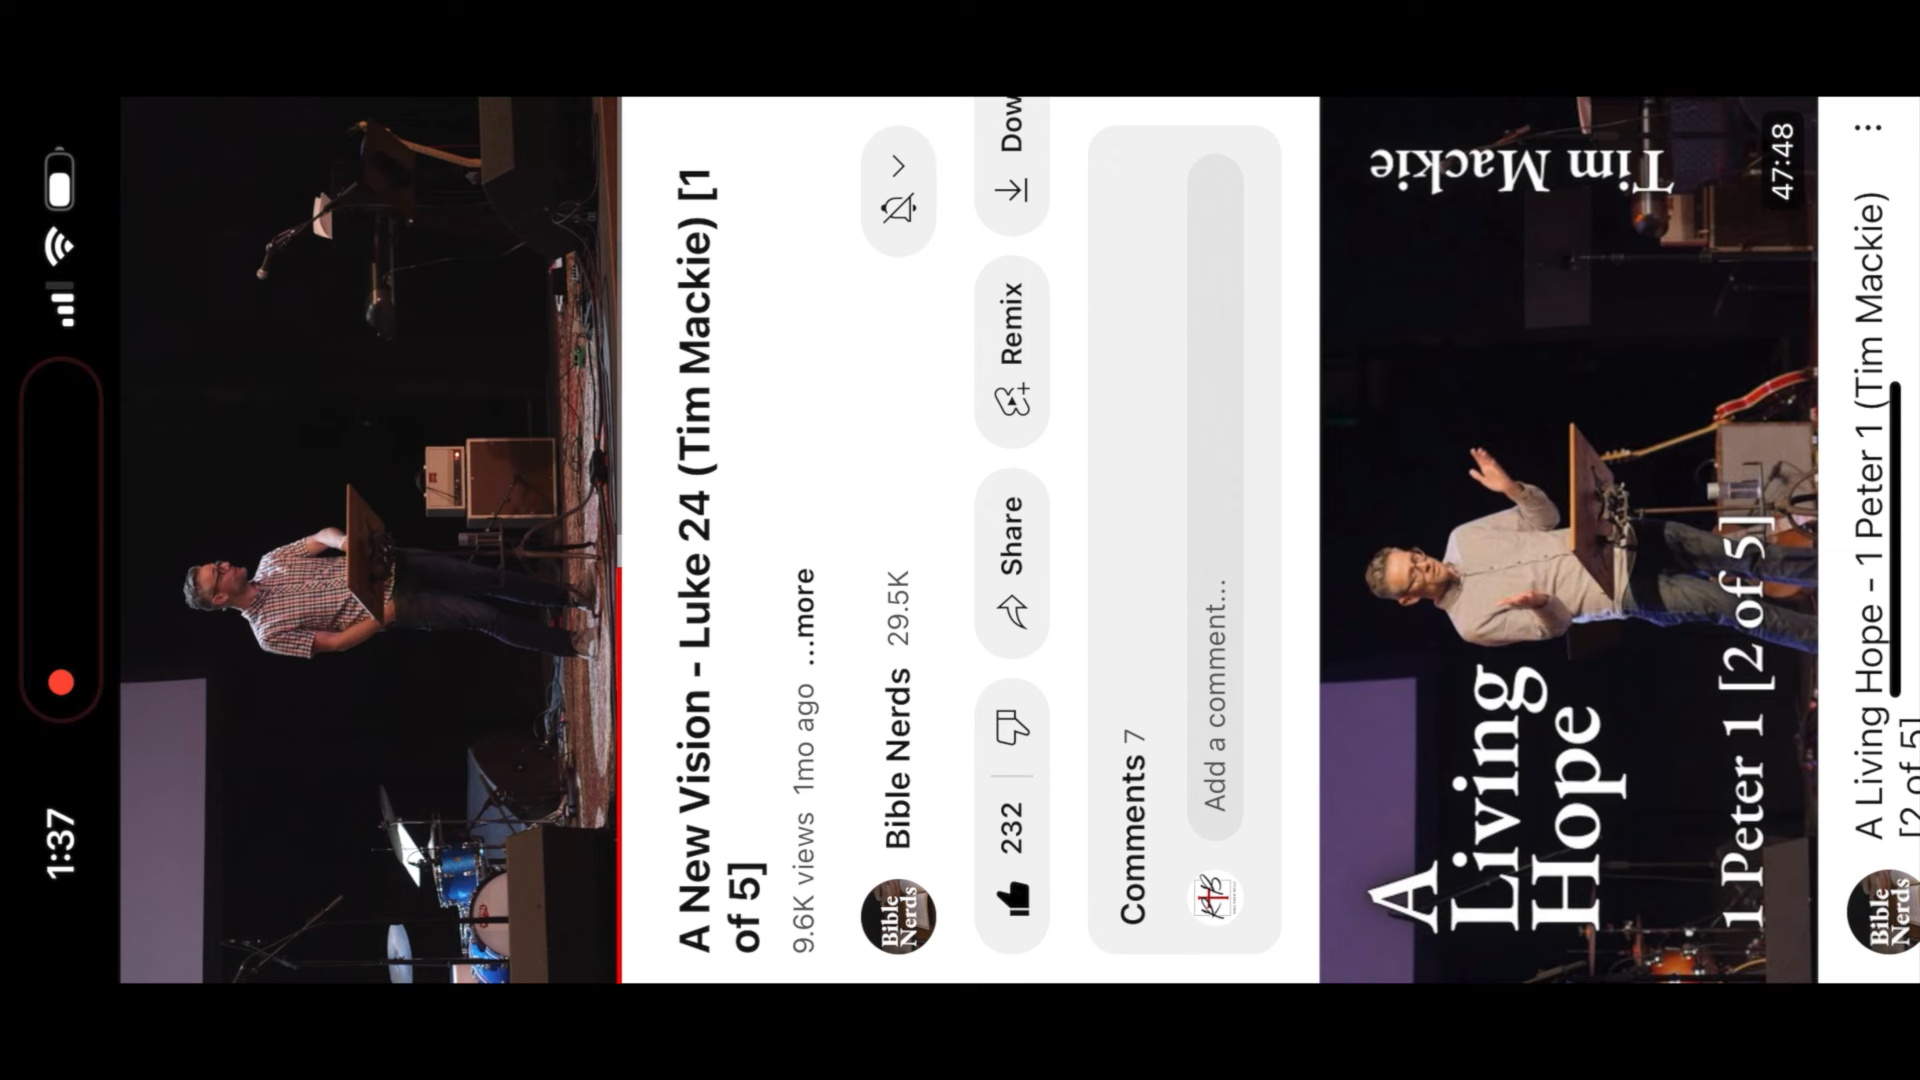 1:37
A New Vision - Luke 24 (Tim Mackie) [1
of 5]
9.6K views 1mo ago ...more
Bible
Nerds
Bible Nerds 29.5K
232
Share
Remix
Dow
Comments 7
KTB
Add a comment...
A
Living
Hope
1 Peter 1 [2 of 5]
Tim Mackie
47:48
Bible
Nerds
A Living Hope - 1 Peter 1 (Tim Mackie)
[2 of 5]